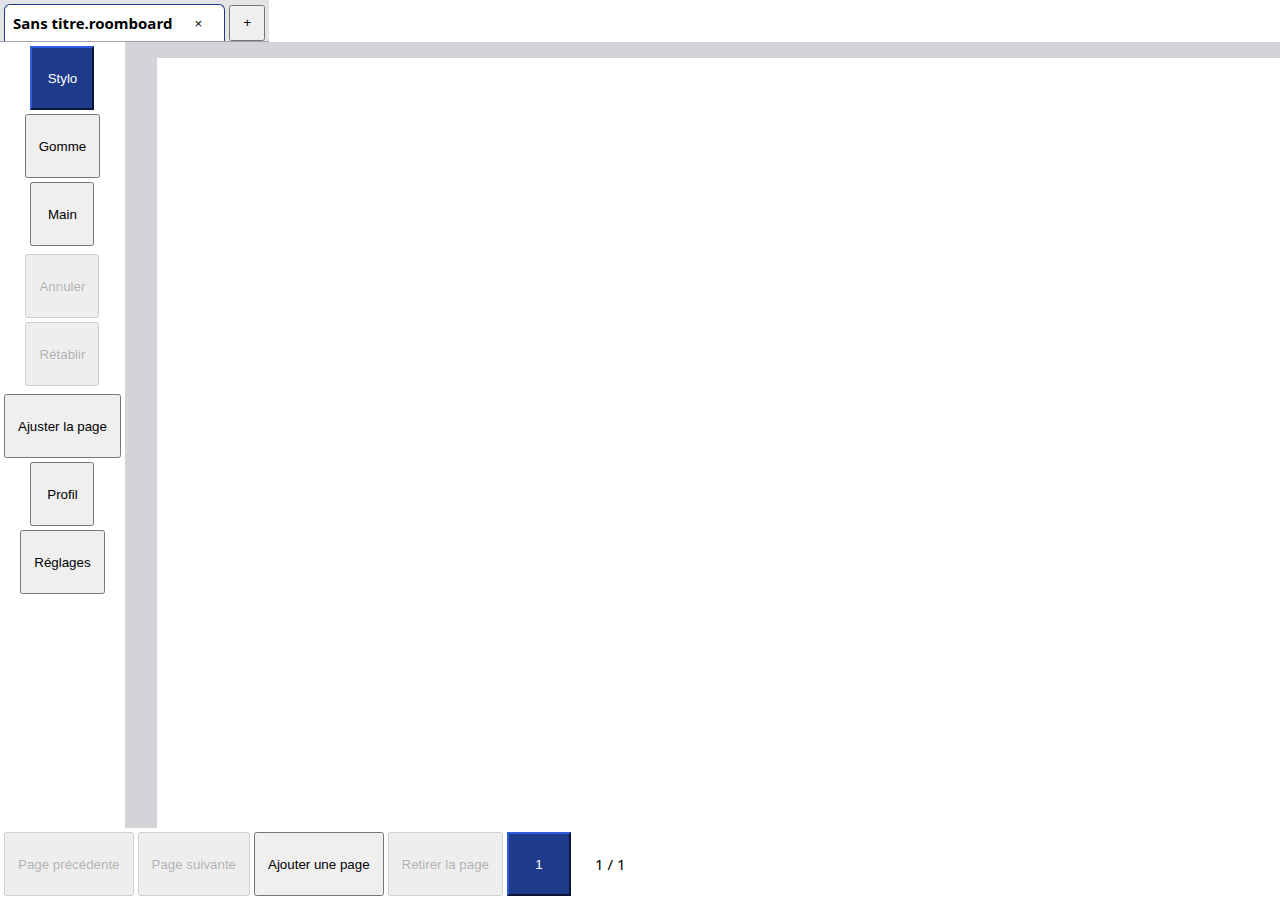 Sans titre.roomboard × +
Stylo
Gomme
Main
Annuler
Rétablir
Ajuster la page
Profil
Réglages
Page précédente Page suivante Ajouter une page Retirer la page 1 1 / 1